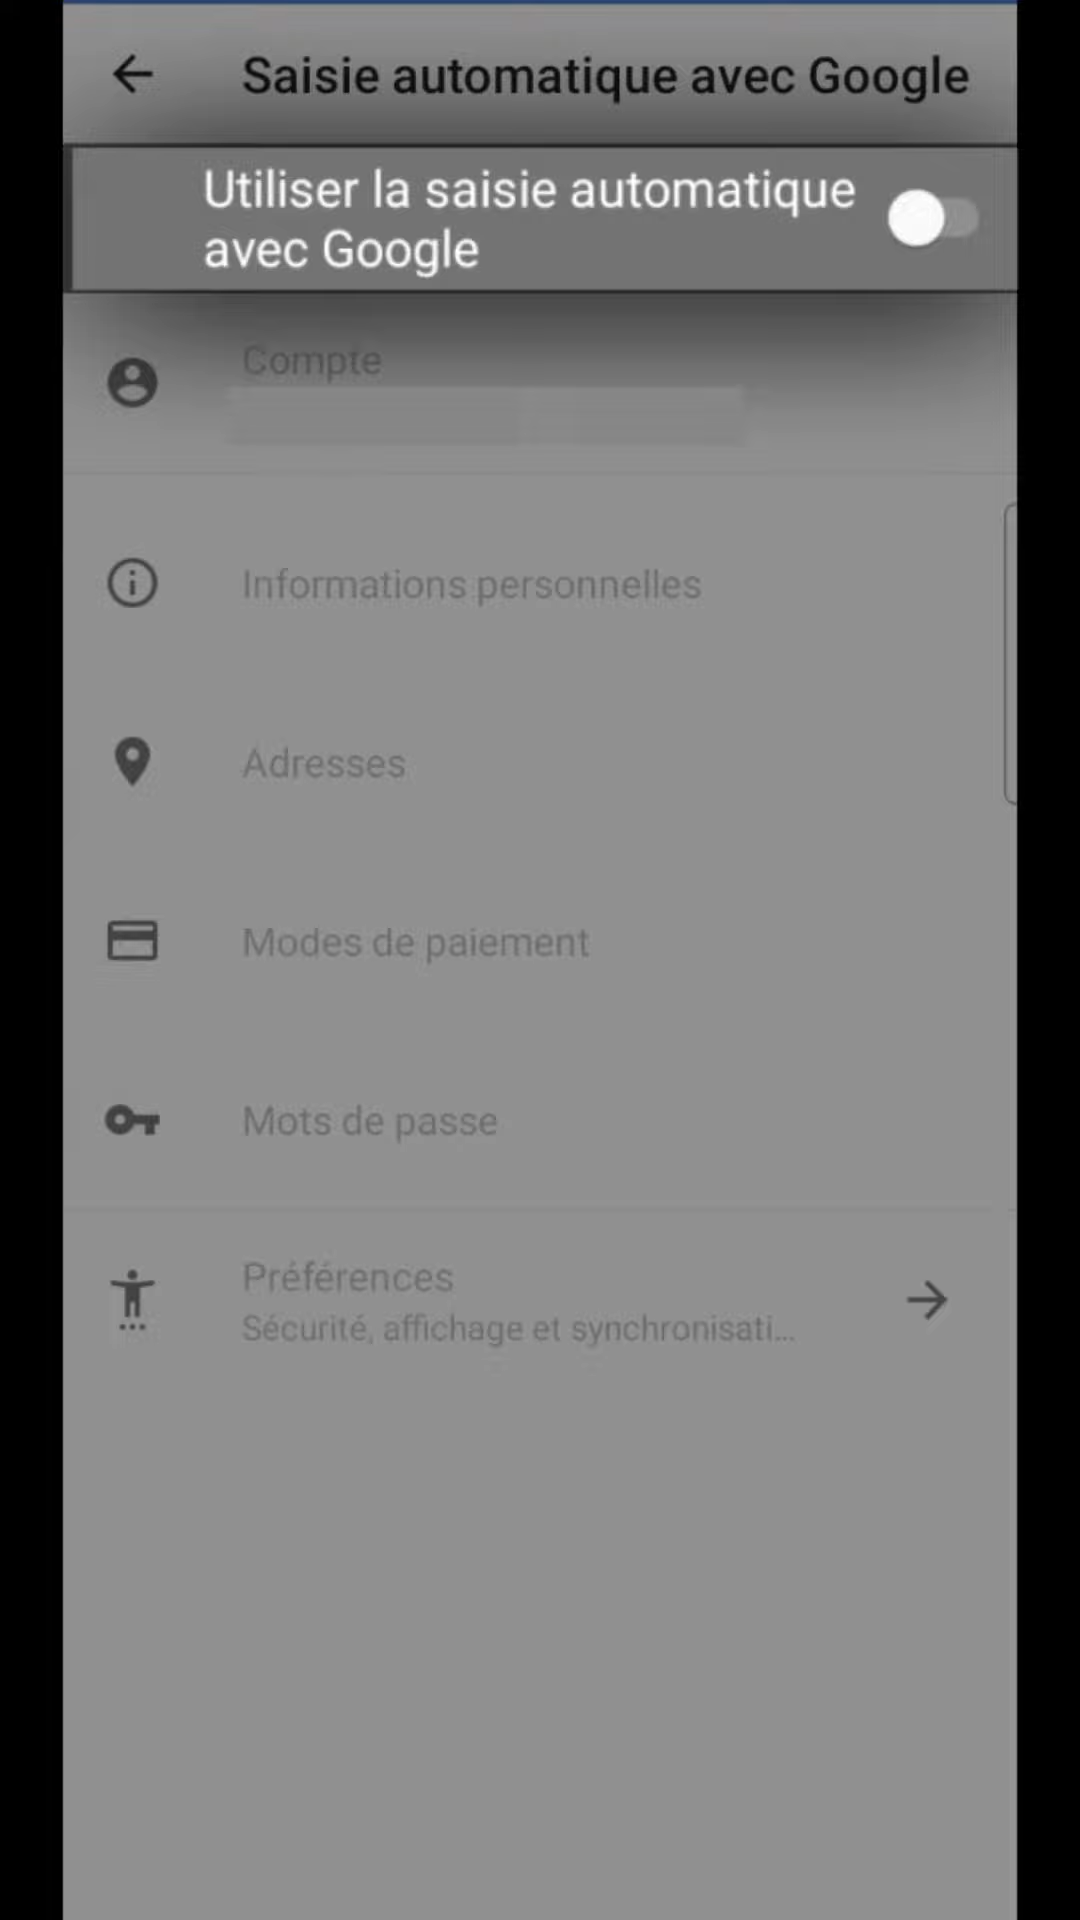 Saisie automatique avec Google
Utiliser la saisie automatique
avec Google
Compte
Informations personnelles
Adresses
Modes de paiement
Mots de passe
Préférences
Sécurité, affichage et synchronisati...